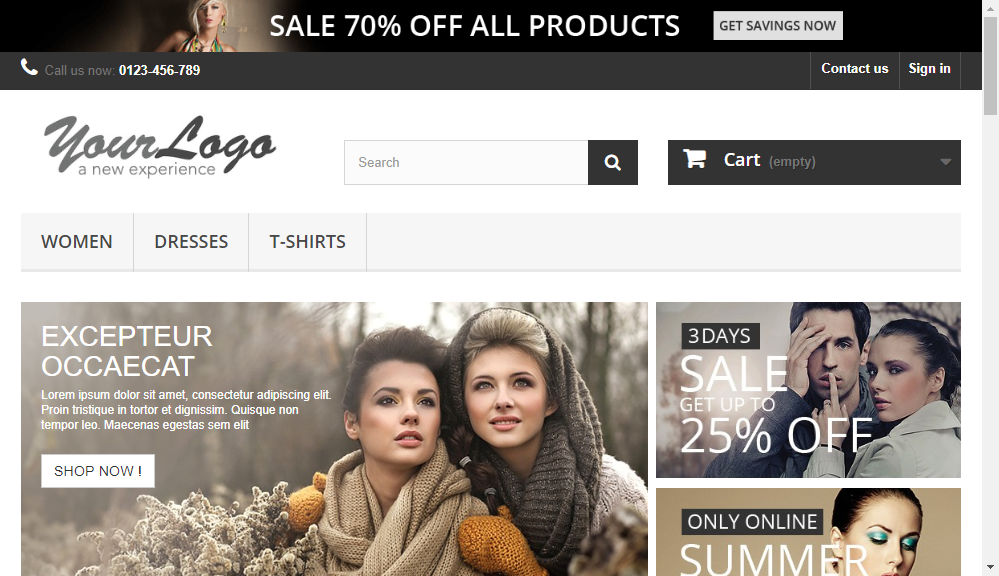 SALE 70% OFF ALL PRODUCTS
GET SAVINGS NOW
Call us now: 0123-456-789
Contact us
Sign in
YourLogo
a new experience
Search
Cart (empty)
WOMEN
DRESSES
T-SHIRTS
EXCEPTEUR
OCCAECAT
Lorem ipsum dolor sit amet, consectetur adipiscing elit.
Proin tristique in tortor et dignissim. Quisque non
tempor leo. Maecenas egestas sem elit
SHOP NOW !
3 DAYS
SALE
GET UP TO
25% OFF
ONLY ONLINE
SUMMER